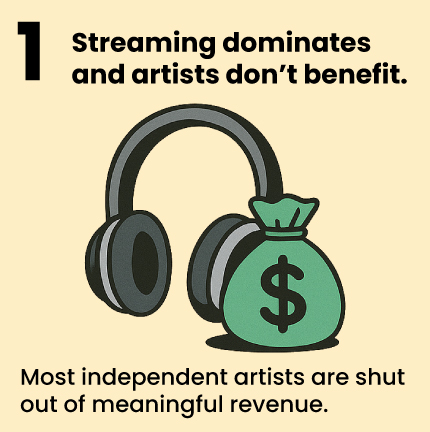 1
Streaming dominates
and artists don’t benefit.
$
Most independent artists are shut
out of meaningful revenue.